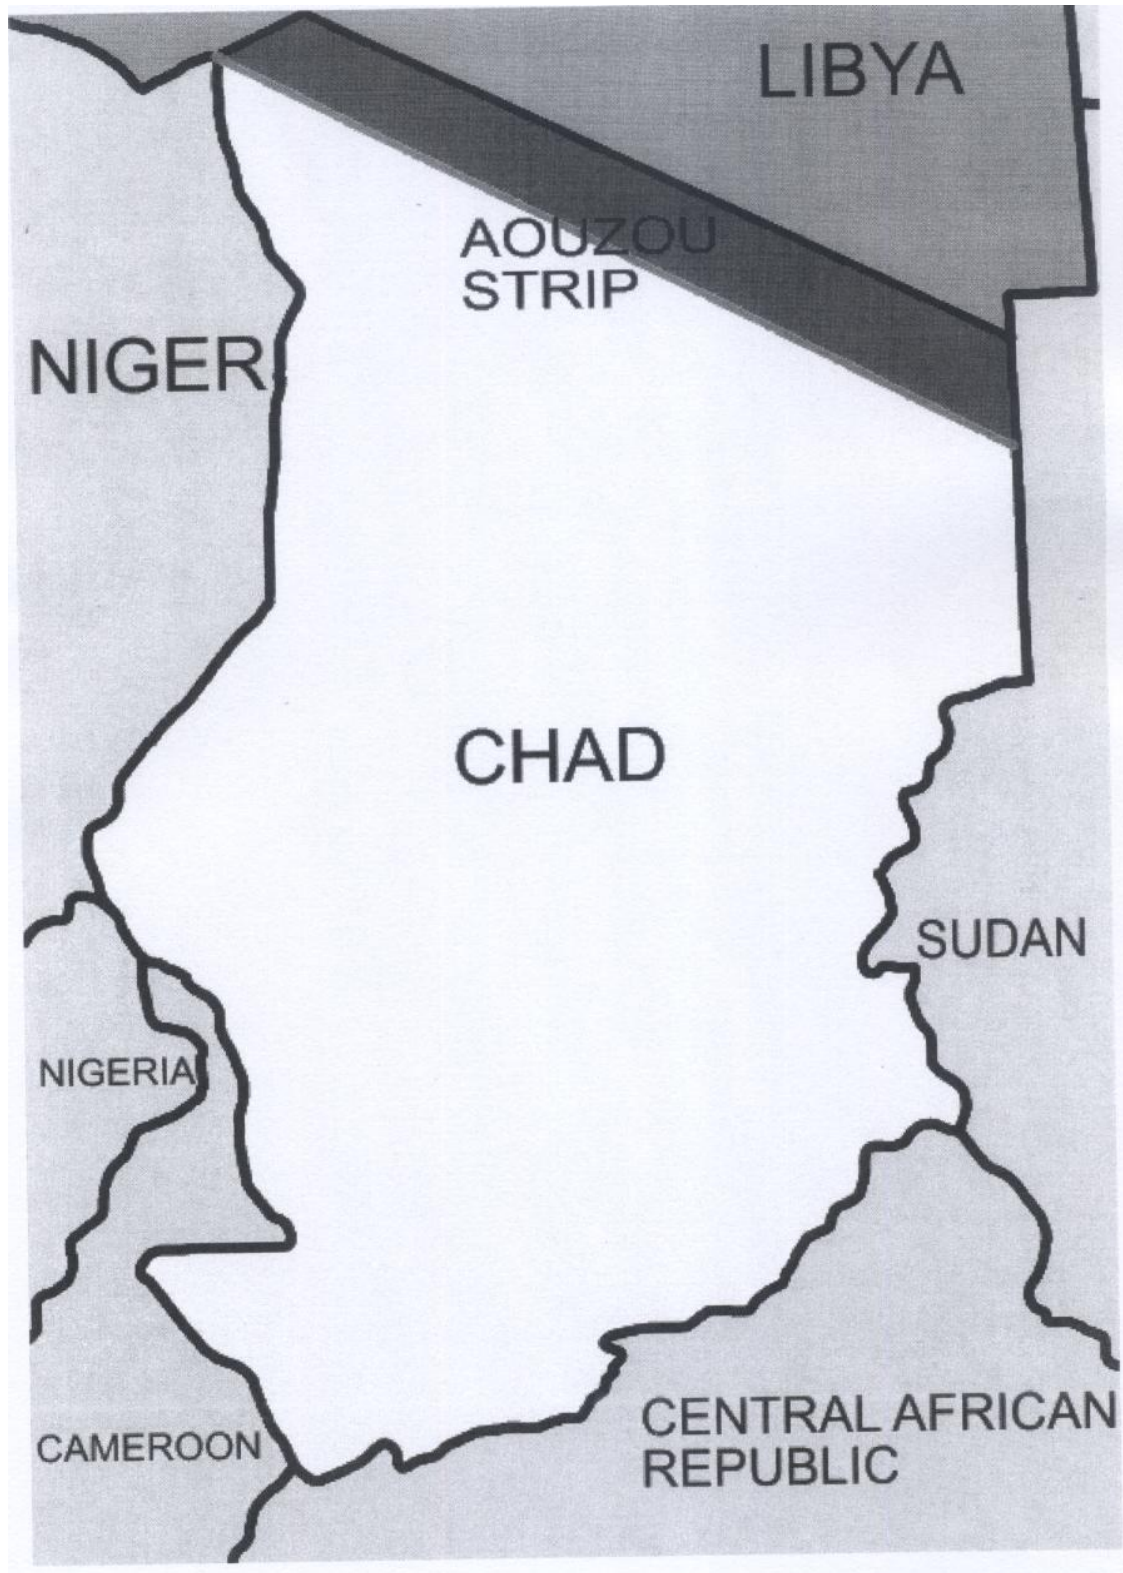 LIBYA
AOUZOU
STRIP
NIGER
CHAD
SUDAN
NIGERIA
CENTRAL AFRICAN
REPUBLIC
CAMEROON